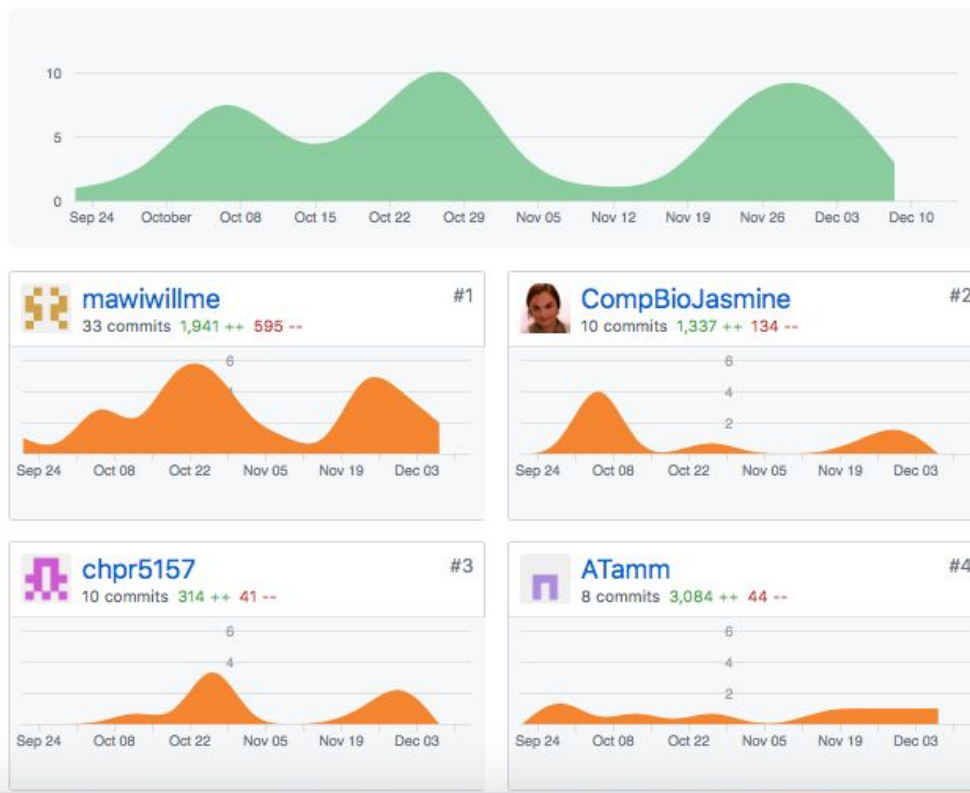 10
5
0
Sep 24 October Oct 08 Oct 15 Oct 22 Oct 29 Nov 05 Nov 12 Nov 19 Nov 26 Dec 03 Dec 10
mawiwillme #1
33 commits 1,941 ++ 595 --
6
Sep 24 Oct 08 Oct 22 Nov 05 Nov 19 Dec 03
CompBioJasmine #2
10 commits 1,337 ++ 134 --
6
4
2
Sep 24 Oct 08 Oct 22 Nov 05 Nov 19 Dec 03
chpr5157 #3
10 commits 314 ++ 41 --
6
4
Sep 24 Oct 08 Oct 22 Nov 05 Nov 19 Dec 03
ATamm #4
8 commits 3,084 ++ 44 --
6
4
2
Sep 24 Oct 08 Oct 22 Nov 05 Nov 19 Dec 03